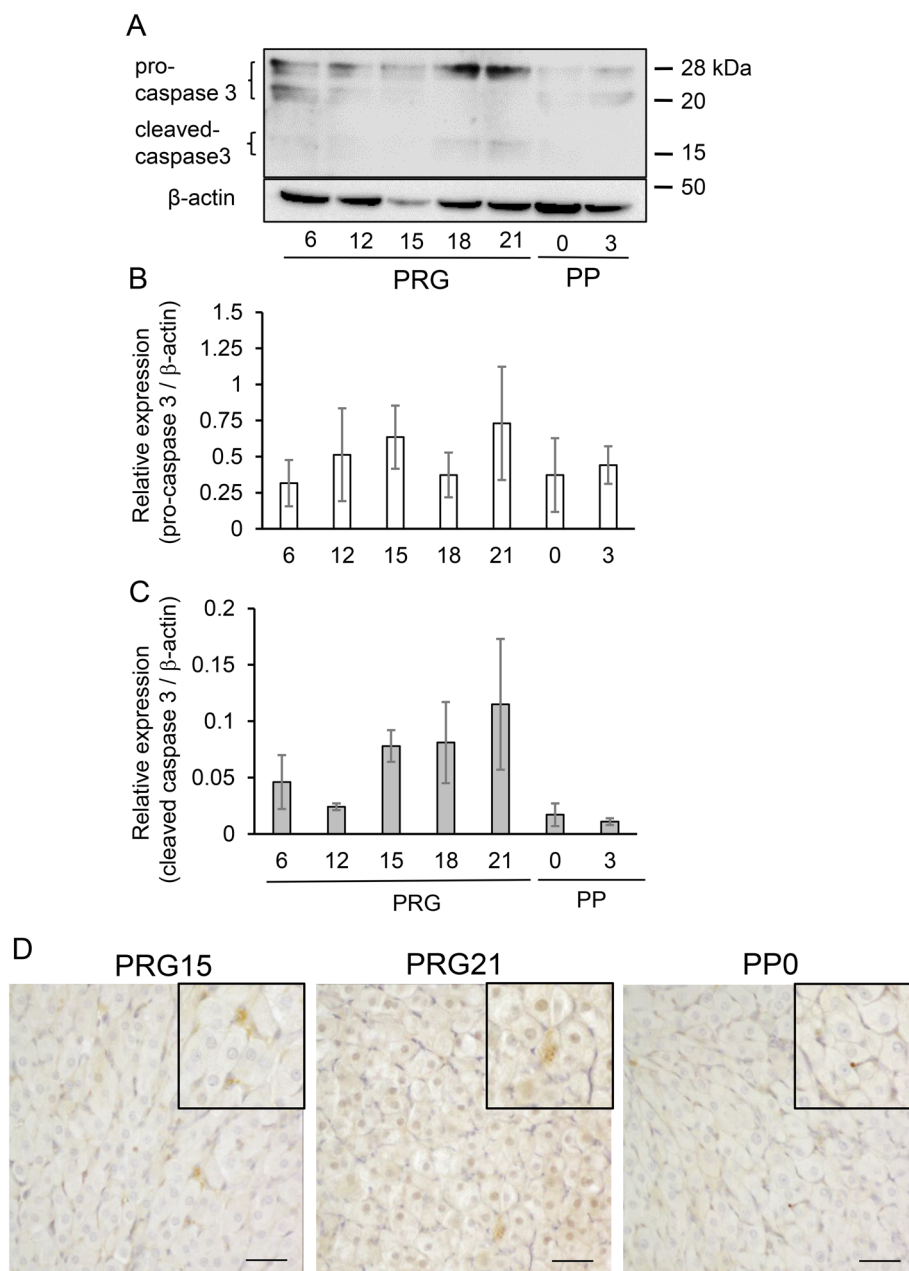 A
pro-
caspase 3
cleaved-
caspase3
β-actin
28 kDa
20
15
50
6 12 15 18 21 0 3
PRG PP
B
Relative expression
(pro-caspase 3 / β-actin)
1.5
1.25
1
0.75
0.5
0.25
0
6 12 15 18 21 0 3
C
Relative expression
(cleaved caspase 3 / β-actin)
0.2
0.15
0.1
0.05
0
6 12 15 18 21 0 3
PRG PP
D
PRG15 PRG21 PP0